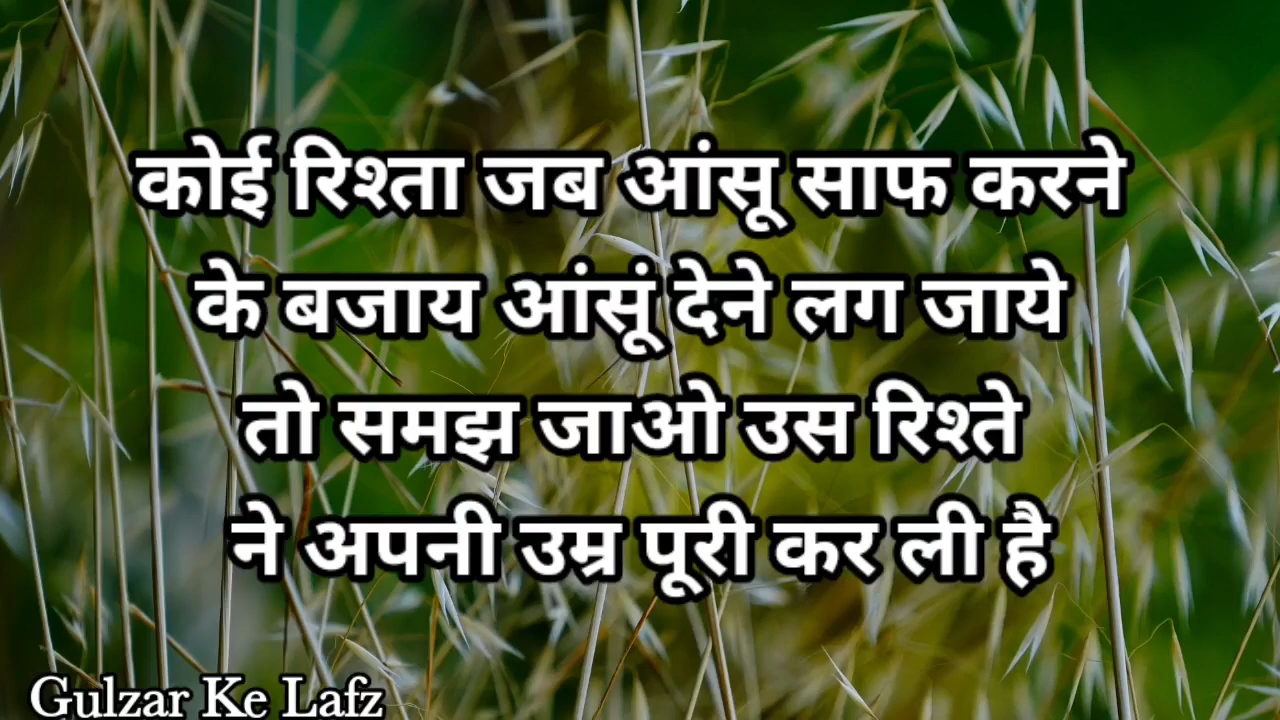 कोई रिश्ता जब आंसू साफ करने
के बजाय आंसूं देने लग जाये
तो समझ जाओ उस रिश्ते
ने अपनी उम्र पूरी कर ली है
Gulzar Ke Lafz